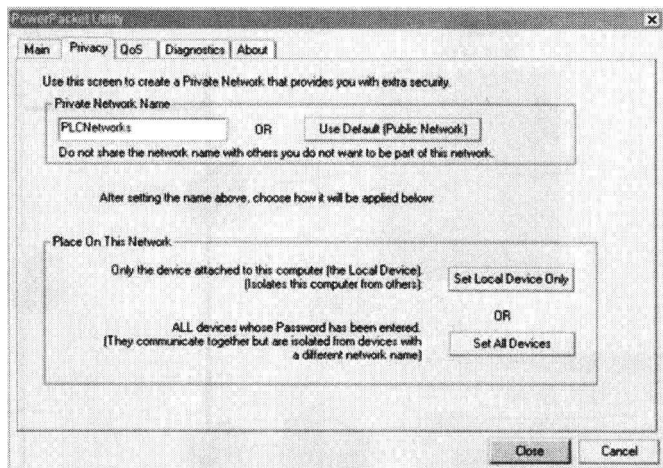 PowerPacket Utility
Main Privacy QoS Diagnostics About
Use this screen to create a Private Network that provides you with extra security.
Private Network Name
PLCNetworks OR Use Default (Public Network)
Do not share the network name with others you do not want to be part of this network.
After setting the name above, choose how it will be applied below:
Place On This Network
Only the device attached to this computer (the Local Device).
(Isolates this computer from others): Set Local Device Only
OR
ALL devices whose Password has been entered.
(They communicate together but are isolated from devices with Set All Devices
a different network name)
Close Cancel